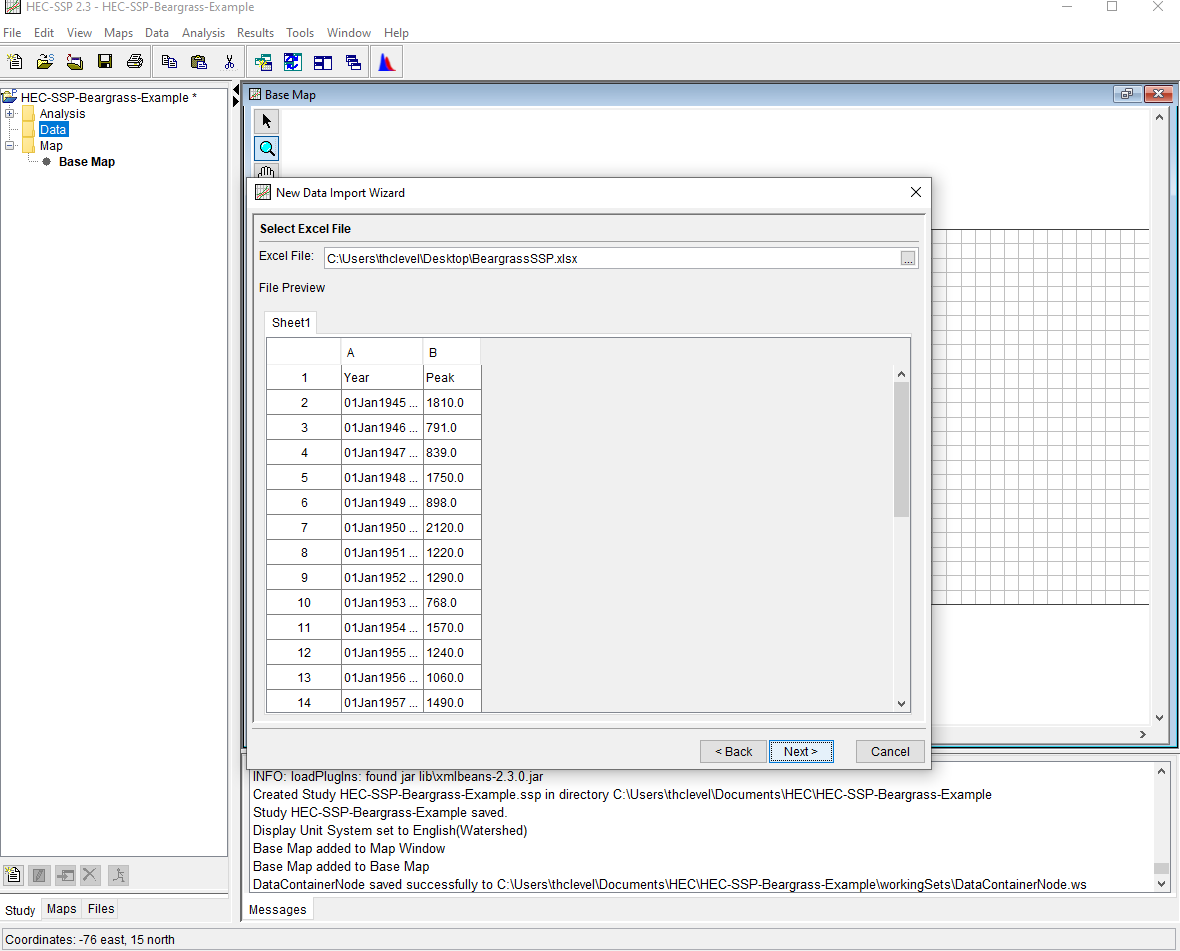 HEC-SSP 2.3 - HEC-SSP-Beargrass-Example
File Edit View Maps Data Analysis Results Tools Window Help
HEC-SSP-Beargrass-Example *
Analysis
Data
Map
Base Map
Base Map
New Data Import Wizard
Select Excel File
Excel File: C:\Users\thclevel\Desktop\BeargrassSSP.xlsx ...
File Preview
Sheet1
A B
1 Year Peak
2 01Jan1945 ... 1810.0
3 01Jan1946 ... 791.0
4 01Jan1947 ... 839.0
5 01Jan1948 ... 1750.0
6 01Jan1949 ... 898.0
7 01Jan1950 ... 2120.0
8 01Jan1951 ... 1220.0
9 01Jan1952 ... 1290.0
10 01Jan1953 ... 768.0
11 01Jan1954 ... 1570.0
12 01Jan1955 ... 1240.0
13 01Jan1956 ... 1060.0
14 01Jan1957 ... 1490.0
< Back Next > Cancel
INFO: loadPlugIns: found jar lib\xmlbeans-2.3.0.jar
Created Study HEC-SSP-Beargrass-Example.ssp in directory C:\Users\thclevel\Documents\HEC\HEC-SSP-Beargrass-Example
Study HEC-SSP-Beargrass-Example saved.
Display Unit System set to English(Watershed)
Base Map added to Map Window
Base Map added to Base Map
DataContainerNode saved successfully to C:\Users\thclevel\Documents\HEC\HEC-SSP-Beargrass-Example\workingSets\DataContainerNode.ws
Study Maps Files
Messages
Coordinates: -76 east, 15 north